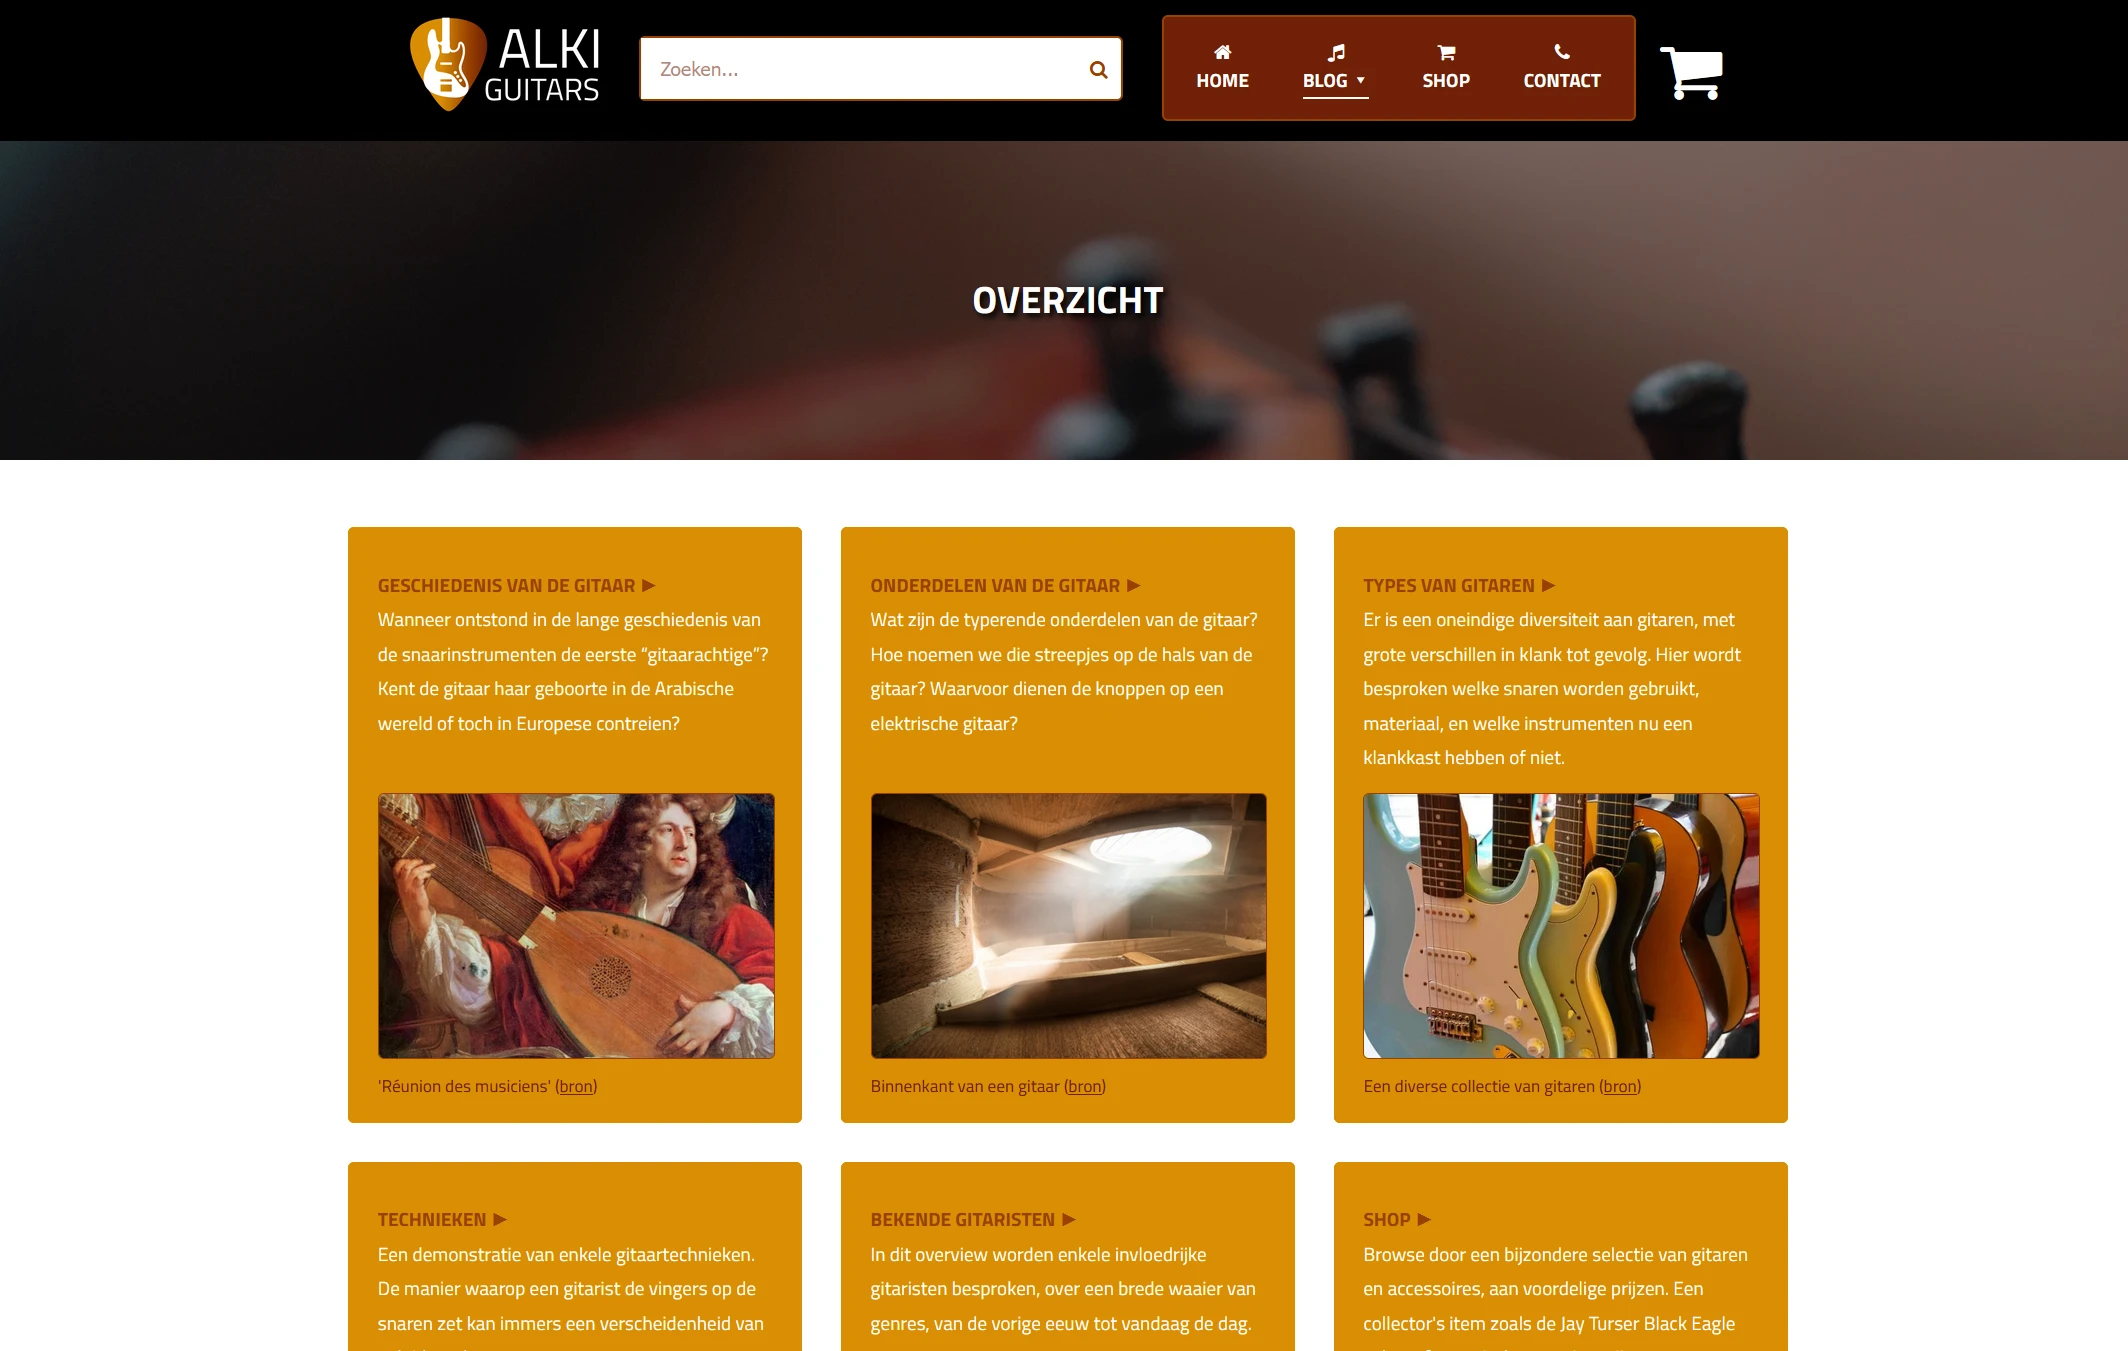 ALKI
GUITARS
Zoeken...
HOME
BLOG ▼
SHOP
CONTACT
OVERZICHT
GESCHIEDENIS VAN DE GITAAR ►
Wanneer ontstond in de lange geschiedenis van
de snaarinstrumenten de eerste “gitaarachtige”?
Kent de gitaar haar geboorte in de Arabische
wereld of toch in Europese contreien?
'Réunion des musiciens' (bron)
ONDERDELEN VAN DE GITAAR ►
Wat zijn de typerende onderdelen van de gitaar?
Hoe noemen we die streepjes op de hals van de
gitaar? Waarvoor dienen de knoppen op een
elektrische gitaar?
Binnenkant van een gitaar (bron)
TYPES VAN GITAREN ►
Er is een oneindige diversiteit aan gitaren, met
grote verschillen in klank tot gevolg. Hier wordt
besproken welke snaren worden gebruikt,
materiaal, en welke instrumenten nu een
klankkast hebben of niet.
Een diverse collectie van gitaren (bron)
TECHNIEKEN ►
Een demonstratie van enkele gitaartechnieken.
De manier waarop een gitarist de vingers op de
snaren zet kan immers een verscheidenheid van
BEKENDE GITARISTEN ►
In dit overview worden enkele invloedrijke
gitaristen besproken, over een brede waaier van
genres, van de vorige eeuw tot vandaag de dag.
SHOP ►
Browse door een bijzondere selectie van gitaren
en accessoires, aan voordelige prijzen. Een
collector's item zoals de Jay Turser Black Eagle